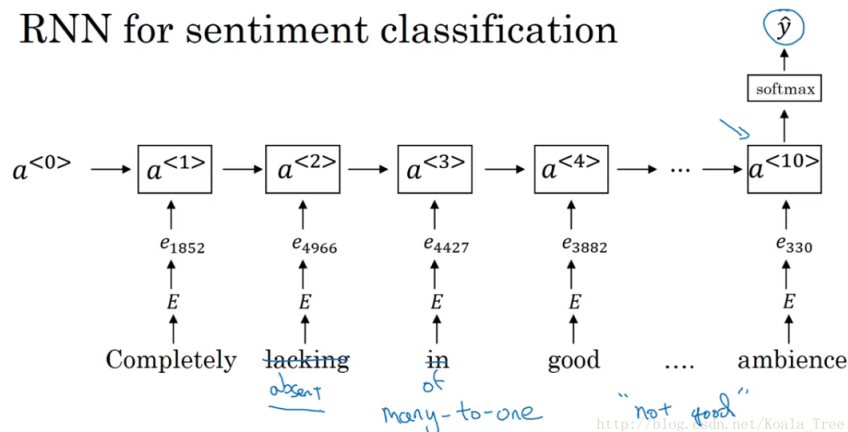 RNN for sentiment classification
ŷ
softmax
a<0> a<1> a<2> a<3> a<4> ... a<10>
e1852 e4966 e4427 e3882 e330
E E E E E
Completely lacking in good .... ambience
absent of
many-to-one "not good"
http://blog.csdn.net/Koala_Tree